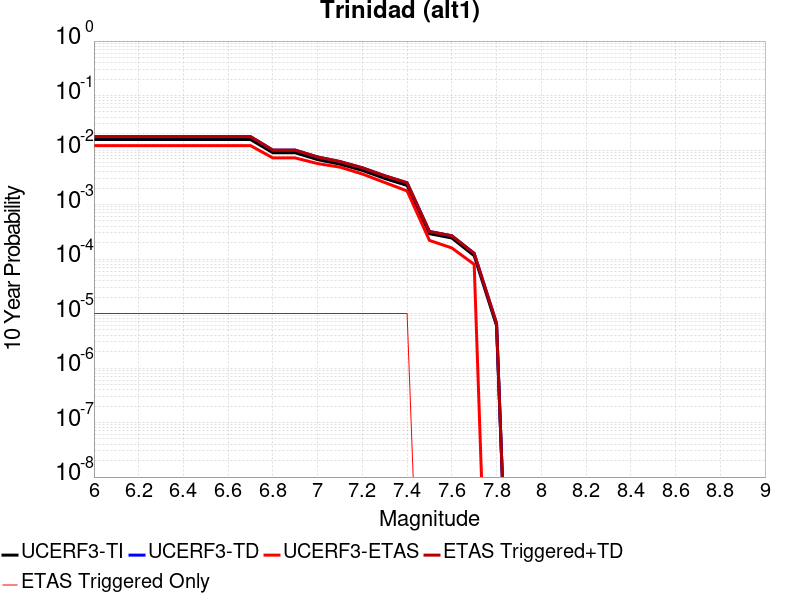 Trinidad (alt1)
10 Year Probability
10^0
10^-1
10^-2
10^-3
10^-4
10^-5
10^-6
10^-7
10^-8
6 6.2 6.4 6.6 6.8 7 7.2 7.4 7.6 7.8 8 8.2 8.4 8.6 8.8 9
Magnitude
UCERF3-TI UCERF3-TD UCERF3-ETAS ETAS Triggered+TD
ETAS Triggered Only